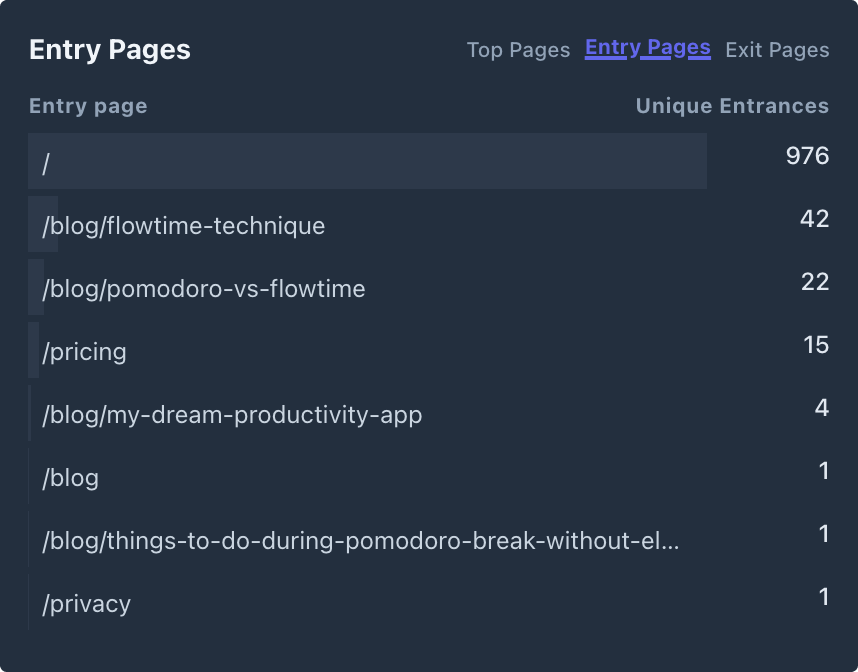 Entry Pages
Top Pages Entry Pages Exit Pages
Entry page Unique Entrances
/ 976
/blog/flowtime-technique 42
/blog/pomodoro-vs-flowtime 22
/pricing 15
/blog/my-dream-productivity-app 4
/blog 1
/blog/things-to-do-during-pomodoro-break-without-el... 1
/privacy 1